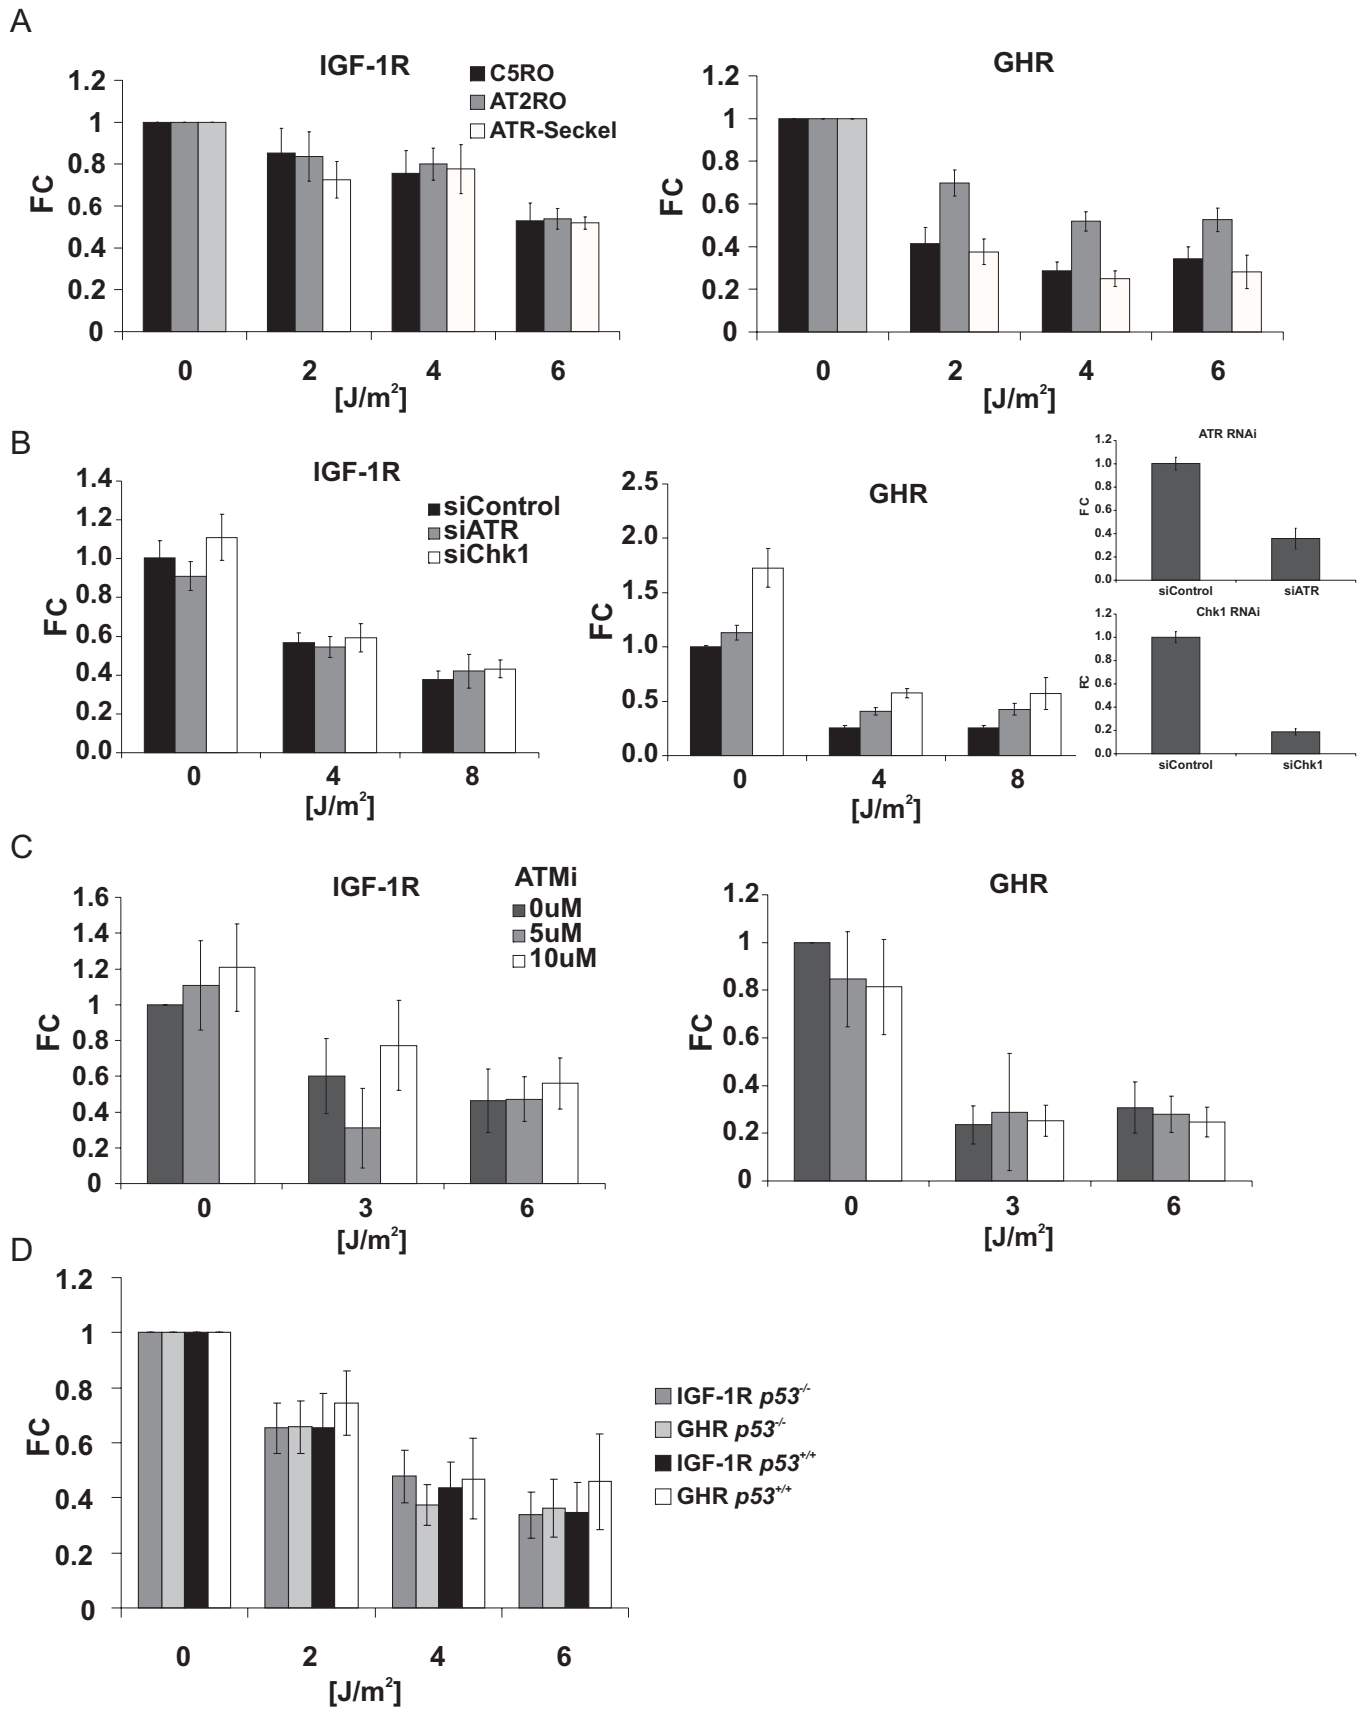 A
IGF-1R
C5RO
AT2RO
ATR-Seckel
FC
1.2
1
0.8
0.6
0.4
0.2
0
0 2 4 6
[J/m²]
GHR
FC
1.2
1
0.8
0.6
0.4
0.2
0
0 2 4 6
[J/m²]
B
IGF-1R
siControl
siATR
siChk1
FC
1.4
1.2
1.0
0.8
0.6
0.4
0.2
0.0
0 4 8
[J/m²]
GHR
FC
2.5
2.0
1.5
1.0
0.5
0.0
0 4 8
[J/m²]
ATR RNAi
F C
1.2
1.0
0.8
0.6
0.4
0.2
0.0
siControl siATR
Chk1 RNAi
FC
1.2
1.0
0.8
0.6
0.4
0.2
0.0
siControl siChk1
C
IGF-1R
ATMi
0uM
5uM
10uM
FC
1.6
1.4
1.2
1
0.8
0.6
0.4
0.2
0
0 3 6
[J/m²]
GHR
FC
1.2
1
0.8
0.6
0.4
0.2
0
0 3 6
[J/m²]
D
FC
1.2
1
0.8
0.6
0.4
0.2
0
0 2 4 6
[J/m²]
IGF-1R p53-/-
GHR p53-/-
IGF-1R p53+/+
GHR p53+/+